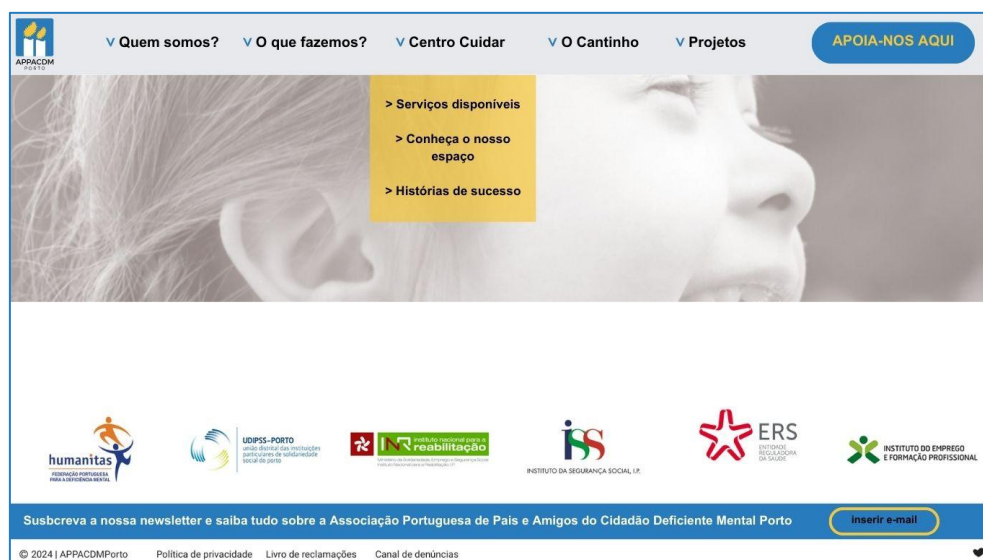 APPACDM
PORTO
V Quem somos?
V O que fazemos?
V Centro Cuidar
V O Cantinho
V Projetos
APOIA-NOS AQUI
> Serviços disponíveis
> Conheça o nosso
espaço
> Histórias de sucesso
humanitas
FEDERAÇÃO PORTUGUESA
PARA A DEFICIÊNCIA MENTAL
UDIPSS-PORTO
união distrital das instituições
particulares de solidariedade
social do porto
INR instituto nacional para a
reabilitação
iss
INSTITUTO DA SEGURANÇA SOCIAL, I.P.
ERS
ENTIDADE
REGULADORA
DA SAÚDE
INSTITUTO DO EMPREGO
E FORMAÇÃO PROFISSIONAL
Susbcreva a nossa newsletter e saiba tudo sobre a Associação Portuguesa de Pais e Amigos do Cidadão Deficiente Mental Porto
Inserir e-mail
© 2024 | APPACDMPorto
Política de privacidade
Livro de reclamações
Canal de denúncias